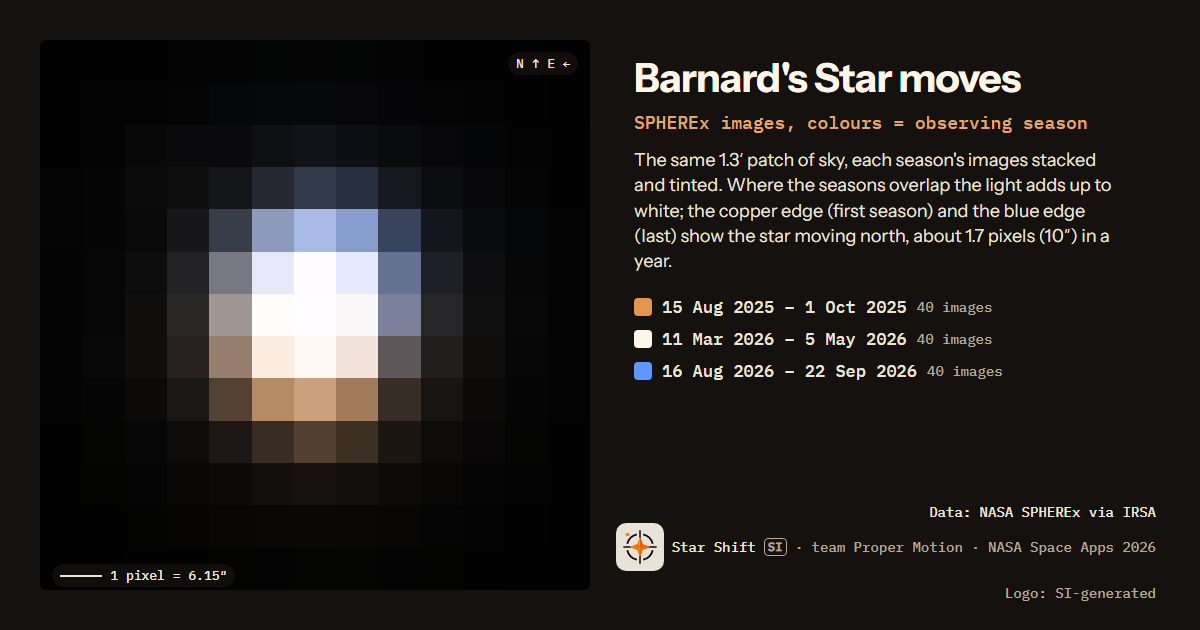 N ↑ E ←
1 pixel = 6.15″
Barnard's Star moves
SPHEREx images, colours = observing season
The same 1.3′ patch of sky, each season's images stacked
and tinted. Where the seasons overlap the light adds up to
white; the copper edge (first season) and the blue edge
(last) show the star moving north, about 1.7 pixels (10″) in a
year.
15 Aug 2025 – 1 Oct 2025 40 images
11 Mar 2026 – 5 May 2026 40 images
16 Aug 2026 – 22 Sep 2026 40 images
Data: NASA SPHEREx via IRSA
Star Shift SI · team Proper Motion · NASA Space Apps 2026
Logo: SI-generated